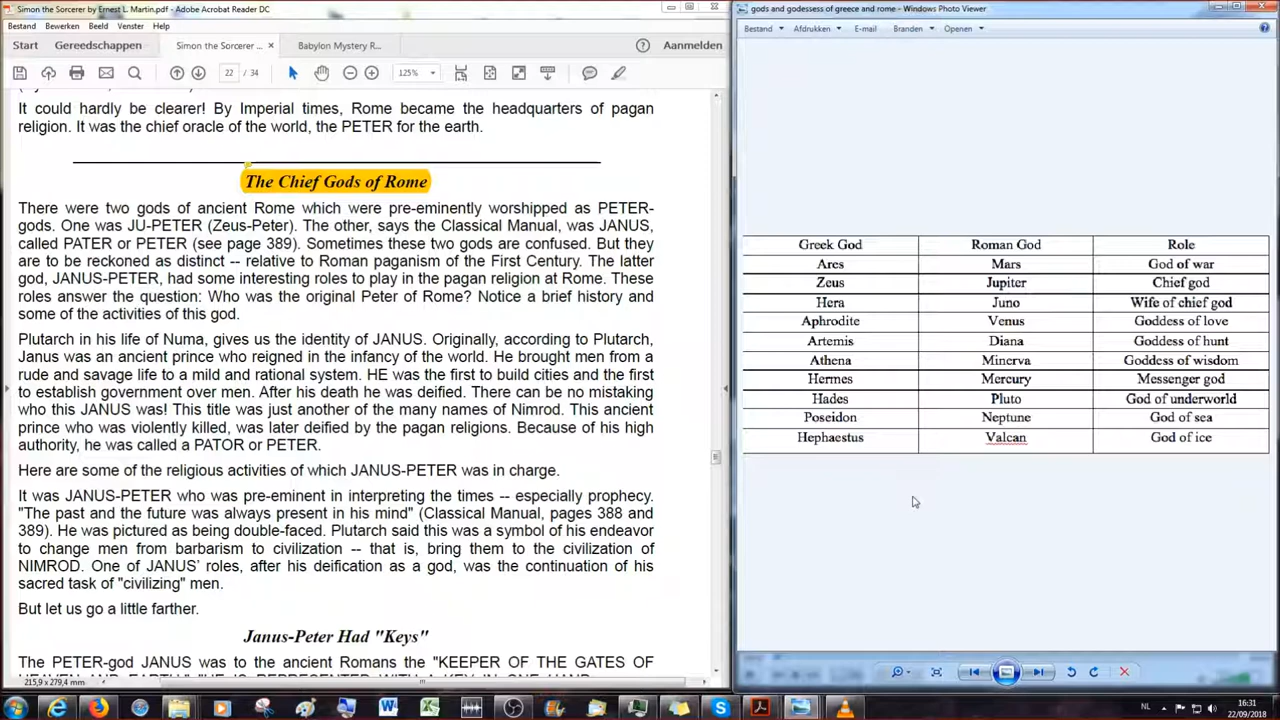 Simon the Sorcerer by Ernest L. Martin.pdf - Adobe Acrobat Reader DC
Bestand Bewerken Beeld Venster Help
Start Gereedschappen Simon the Sorcerer ... × Babylon Mystery R... Aanmelden
22 / 34 125%
It could hardly be clearer! By Imperial times, Rome became the headquarters of pagan
religion. It was the chief oracle of the world, the PETER for the earth.
The Chief Gods of Rome
There were two gods of ancient Rome which were pre-eminently worshipped as PETER-
gods. One was JU-PETER (Zeus-Peter). The other, says the Classical Manual, was JANUS,
called PATER or PETER (see page 389). Sometimes these two gods are confused. But they
are to be reckoned as distinct -- relative to Roman paganism of the First Century. The latter
god, JANUS-PETER, had some interesting roles to play in the pagan religion at Rome. These
roles answer the question: Who was the original Peter of Rome? Notice a brief history and
some of the activities of this god.
Plutarch in his life of Numa, gives us the identity of JANUS. Originally, according to Plutarch,
Janus was an ancient prince who reigned in the infancy of the world. He brought men from a
rude and savage life to a mild and rational system. HE was the first to build cities and the first
to establish government over men. After his death he was deified. There can be no mistaking
who this JANUS was! This title was just another of the many names of Nimrod. This ancient
prince who was violently killed, was later deified by the pagan religions. Because of his high
authority, he was called a PATOR or PETER.
Here are some of the religious activities of which JANUS-PETER was in charge.
It was JANUS-PETER who was pre-eminent in interpreting the times -- especially prophecy.
"The past and the future was always present in his mind" (Classical Manual, pages 388 and
389). He was pictured as being double-faced. Plutarch said this was a symbol of his endeavor
to change men from barbarism to civilization -- that is, bring them to the civilization of
NIMROD. One of JANUS' roles, after his deification as a god, was the continuation of his
sacred task of "civilizing" men.
But let us go a little farther.
Janus-Peter Had "Keys"
The PETER-god JANUS was to the ancient Romans the "KEEPER OF THE GATES OF
215,9 x 279,4 mm
gods and godessess of greece and rome - Windows Photo Viewer
Bestand Afdrukken E-mail Branden Openen
Greek God Roman God Role
Ares Mars God of war
Zeus Jupiter Chief god
Hera Juno Wife of chief god
Aphrodite Venus Goddess of love
Artemis Diana Goddess of hunt
Athena Minerva Goddess of wisdom
Hermes Mercury Messenger god
Hades Pluto God of underworld
Poseidon Neptune God of sea
Hephaestus Valcan God of ice
NL 16:31
22/09/2018